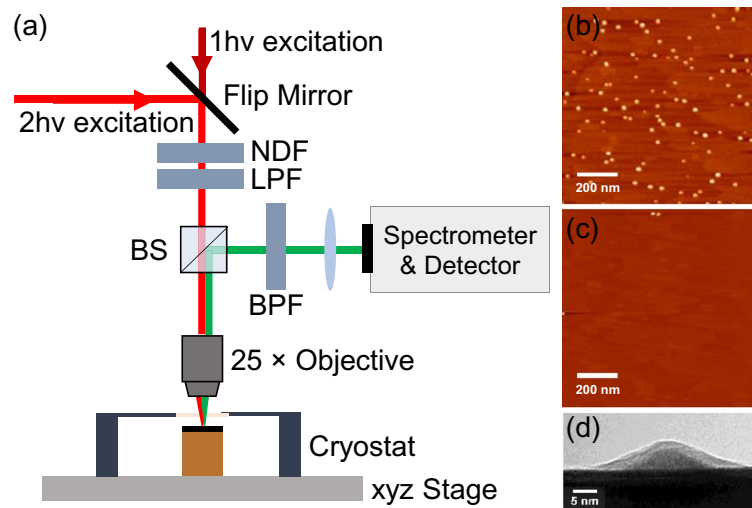 (a)
1hv excitation
Flip Mirror
2hv excitation
NDF
LPF
BS
BPF
Spectrometer
& Detector
25 × Objective
Cryostat
xyz Stage
(b)
200 nm
(c)
200 nm
(d)
5 nm